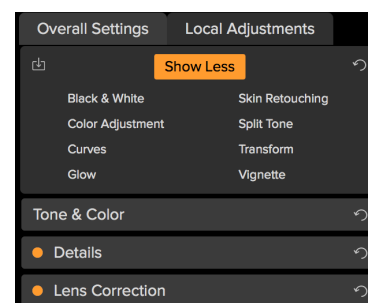 Overall Settings Local Adjustments
Show Less
Black & White Skin Retouching
Color Adjustment Split Tone
Curves Transform
Glow Vignette
Tone & Color
Details
Lens Correction